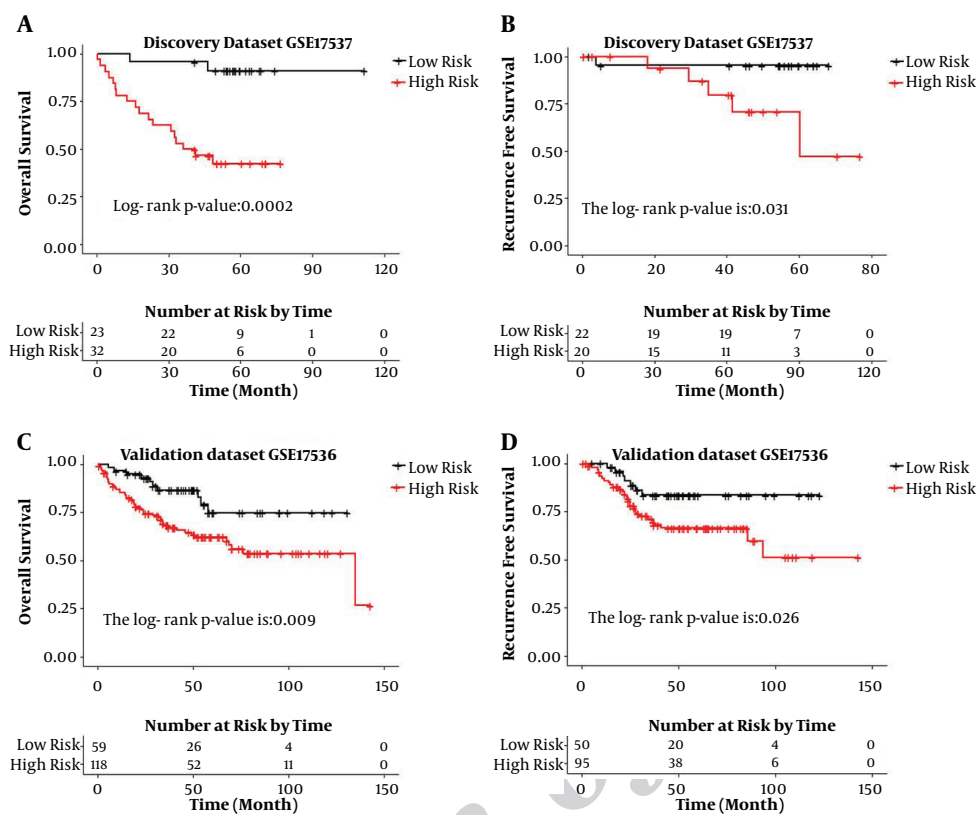 A
Discovery Dataset GSE17537
Overall Survival
1.00
0.75
0.50
0.25
0.00
Low Risk
High Risk
Log- rank p-value:0.0002
0 30 60 90 120
Number at Risk by Time
Low Risk 23 22 9 1 0
High Risk 32 20 6 0 0
0 30 60 90 120
Time (Month)
B
Discovery Dataset GSE17537
Recurrence Free Survival
1.00
0.75
0.50
0.25
0.00
Low Risk
High Risk
The log- rank p-value is:0.031
0 20 40 60 80
Number at Risk by Time
Low Risk 22 19 19 7 0
High Risk 20 15 11 3 0
0 30 60 90 120
Time (Month)
C
Validation dataset GSE17536
Overall Survival
1.00
0.75
0.50
0.25
0.00
Low Risk
High Risk
The log- rank p-value is:0.009
0 50 100 150
Number at Risk by Time
Low Risk 59 26 4 0
High Risk 118 52 11 0
0 50 100 150
Time (Month)
D
Validation dataset GSE17536
Recurrence Free Survival
1.00
0.75
0.50
0.25
0.00
Low Risk
High Risk
The log- rank p-value is:0.026
0 50 100 150
Number at Risk by Time
Low Risk 50 20 4 0
High Risk 95 38 6 0
0 50 100 150
Time (Month)